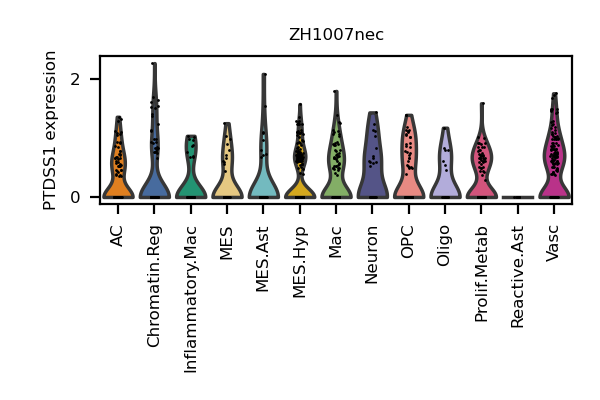 ZH1007nec
PTDSS1 expression
2
0
AC
Chromatin.Reg
Inflammatory.Mac
MES
MES.Ast
MES.Hyp
Mac
Neuron
OPC
Oligo
Prolif.Metab
Reactive.Ast
Vasc